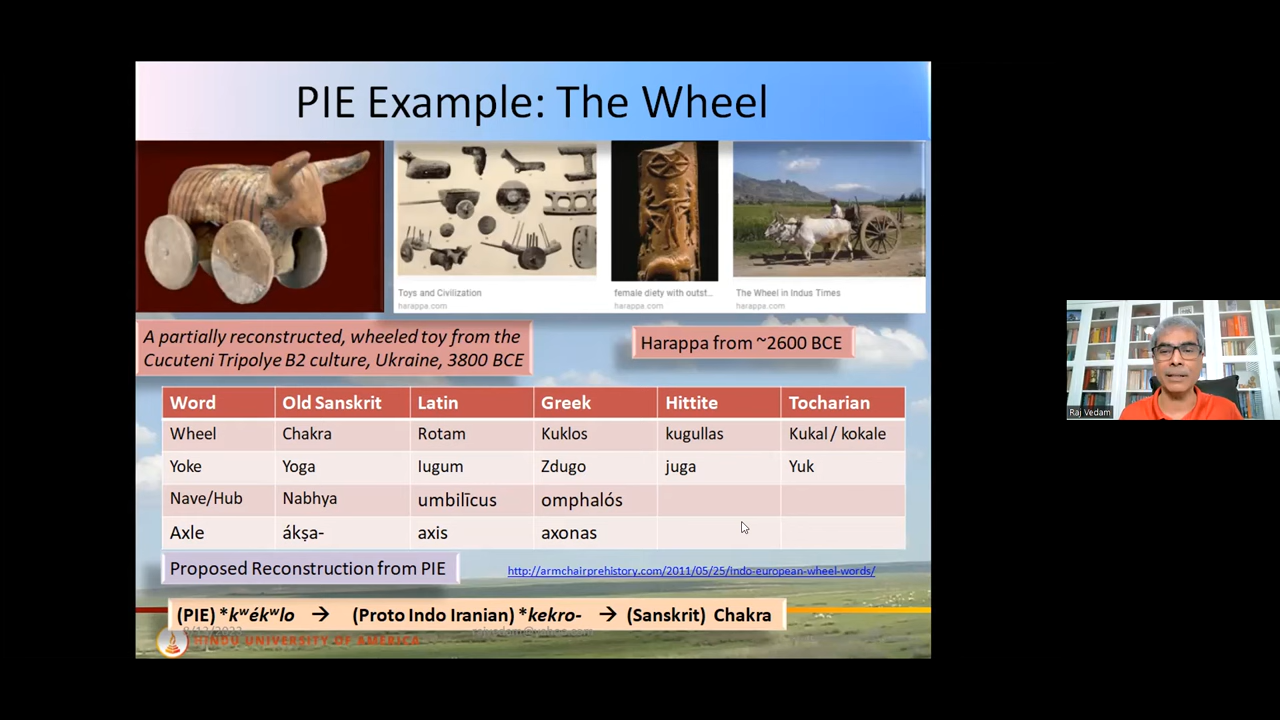 PIE Example: The Wheel
Toys and Civilization
harappa.com
female diety with outst...
harappa.com
The Wheel in Indus Times
harappa.com
A partially reconstructed, wheeled toy from the
Cucuteni Tripolye B2 culture, Ukraine, 3800 BCE
Harappa from ~2600 BCE
Word Old Sanskrit Latin Greek Hittite Tocharian
Wheel Chakra Rotam Kuklos kugullas Kukal / kokale
Yoke Yoga Iugum Zdugo juga Yuk
Nave/Hub Nabhya umbilīcus omphalós
Axle ákṣa- axis axonas
Proposed Reconstruction from PIE
http://armchairprehistory.com/2011/05/25/indo-european-wheel-words/
(PIE) *kʷékʷlo → (Proto Indo Iranian) *kekro- → (Sanskrit) Chakra
HINDU UNIVERSITY OF AMERICA
Raj Vedam